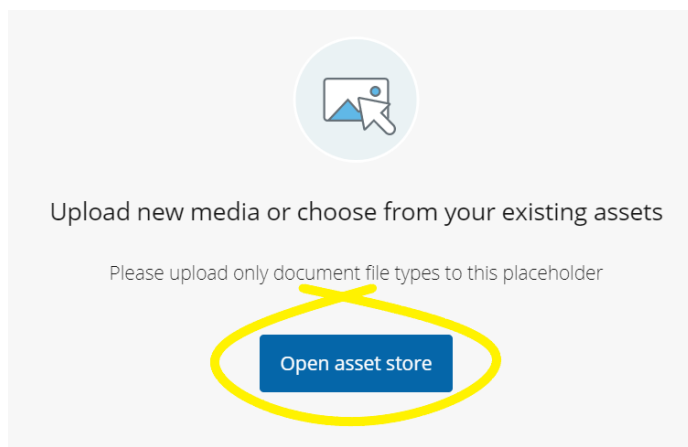 Upload new media or choose from your existing assets
Please upload only document file types to this placeholder
Open asset store